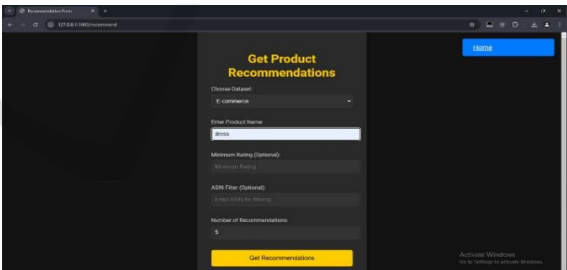 Recommendation Form
127.0.0.1:5000/recommend
Home
Get Product
Recommendations
Choose Dataset:
E-commerce
Enter Product Name:
dress
Minimum Rating (Optional):
Minimum Rating
ASIN Filter (Optional):
Enter ASIN for filtering
Number of Recommendations:
5
Get Recommendations
Activate Windows
Go to Settings to activate Windows.